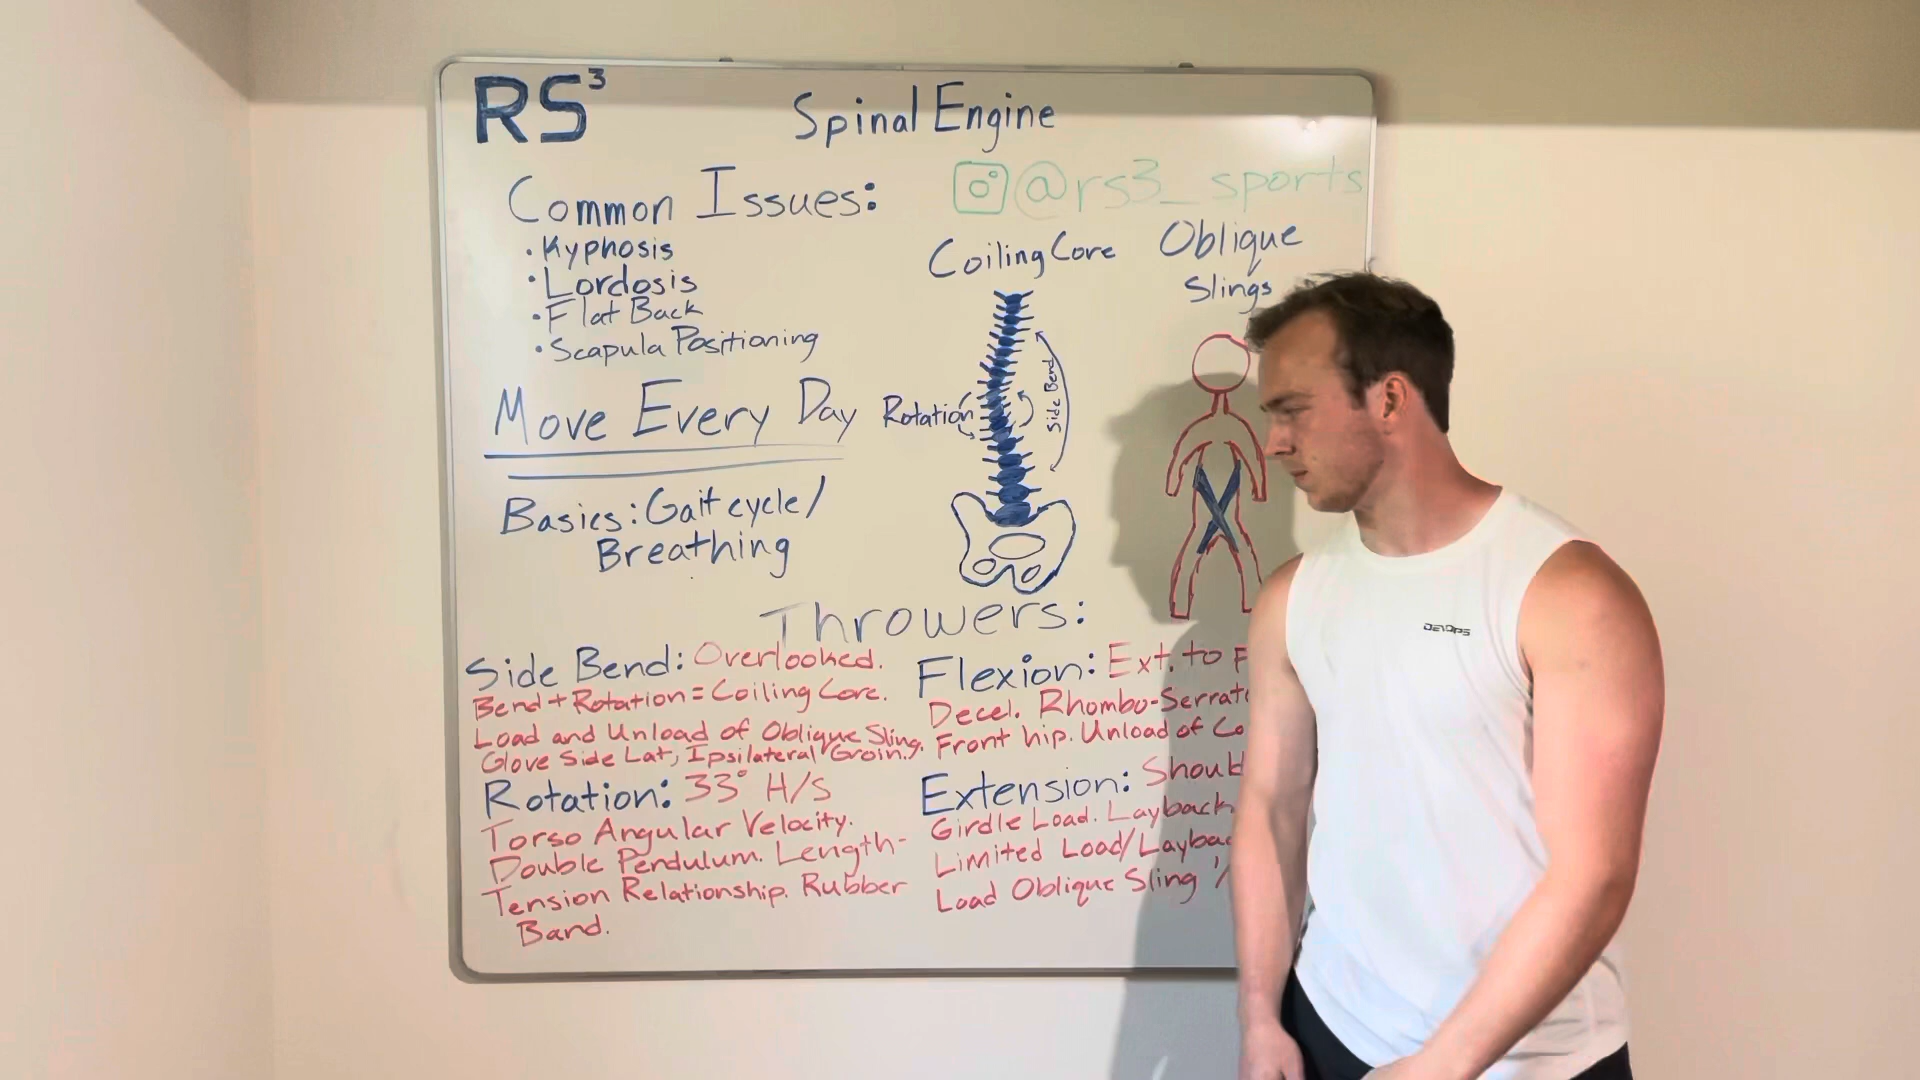 RS³
Spinal Engine
@rs3_sports
Common Issues:
• Kyphosis
• Lordosis
• Flat Back
• Scapula Positioning
Move Every Day
Basics: Gait cycle/
Breathing
Coiling Core
Rotation
Side Bend
Oblique
Slings
Throwers:
Side Bend: Overlooked.
Bend + Rotation = Coiling Core.
Load and Unload of Oblique Sling.
Glove Side Lat, Ipsilateral Groin.
Rotation: 33° H/S
Torso Angular Velocity.
Double Pendulum. Length-
Tension Relationship. Rubber
Band.
Flexion: Ext. to F
Decel. Rhombo-Serrat
Front hip. Unload of Co
Extension: Should
Girdle Load. Layback
Limited Load/Layba
Load Oblique Sling
DEVOPS